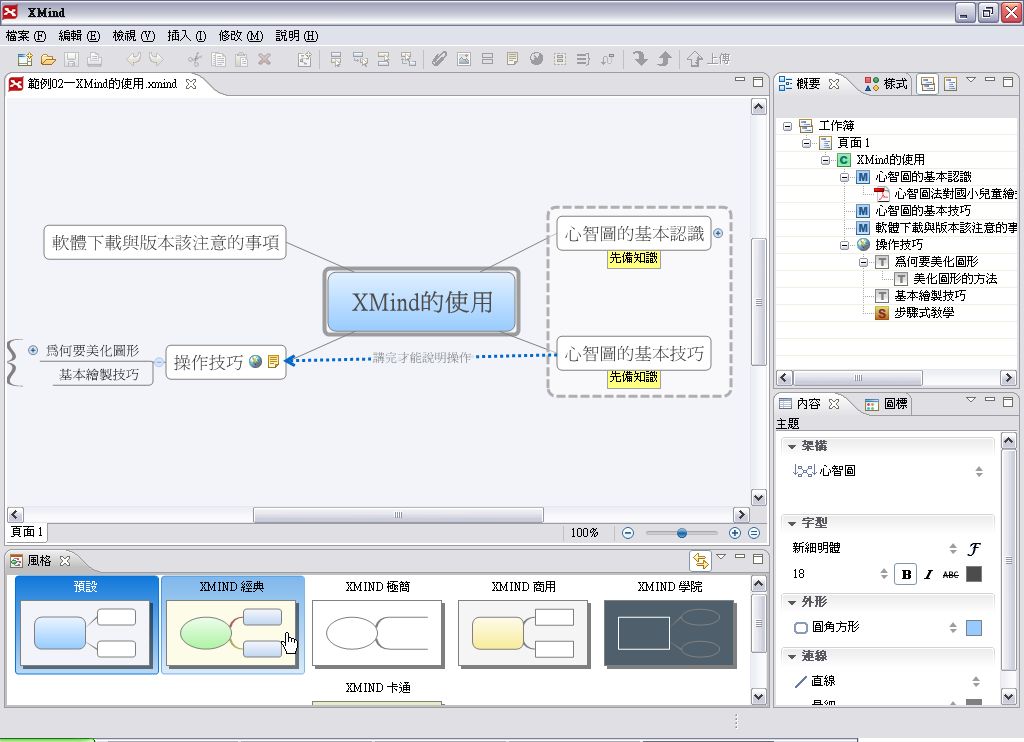 XMind
檔案 (F) 編輯 (E) 檢視 (V) 插入 (I) 修改 (M) 說明 (H)
上傳
範例02—XMind的使用.xmind
軟體下載與版本該注意的事項
心智圖的基本認識
先備知識
XMind的使用
為何要美化圖形
基本繪製技巧
操作技巧
講完才能說明操作
心智圖的基本技巧
先備知識
頁面 1
100%
風格
預設
XMIND 經典
XMIND 極簡
XMIND 商用
XMIND 學院
XMIND 卡通
概要
樣式
工作簿
頁面 1
C XMind的使用
M 心智圖的基本認識
心智圖法對國小兒童繪
M 心智圖的基本技巧
M 軟體下載與版本該注意的事
操作技巧
T 為何要美化圖形
T 美化圖形的方法
T 基本繪製技巧
S 步驟式教學
內容
圖標
主題
架構
心智圖
字型
新細明體
18
B I ABC
外形
圓角方形
連線
直線